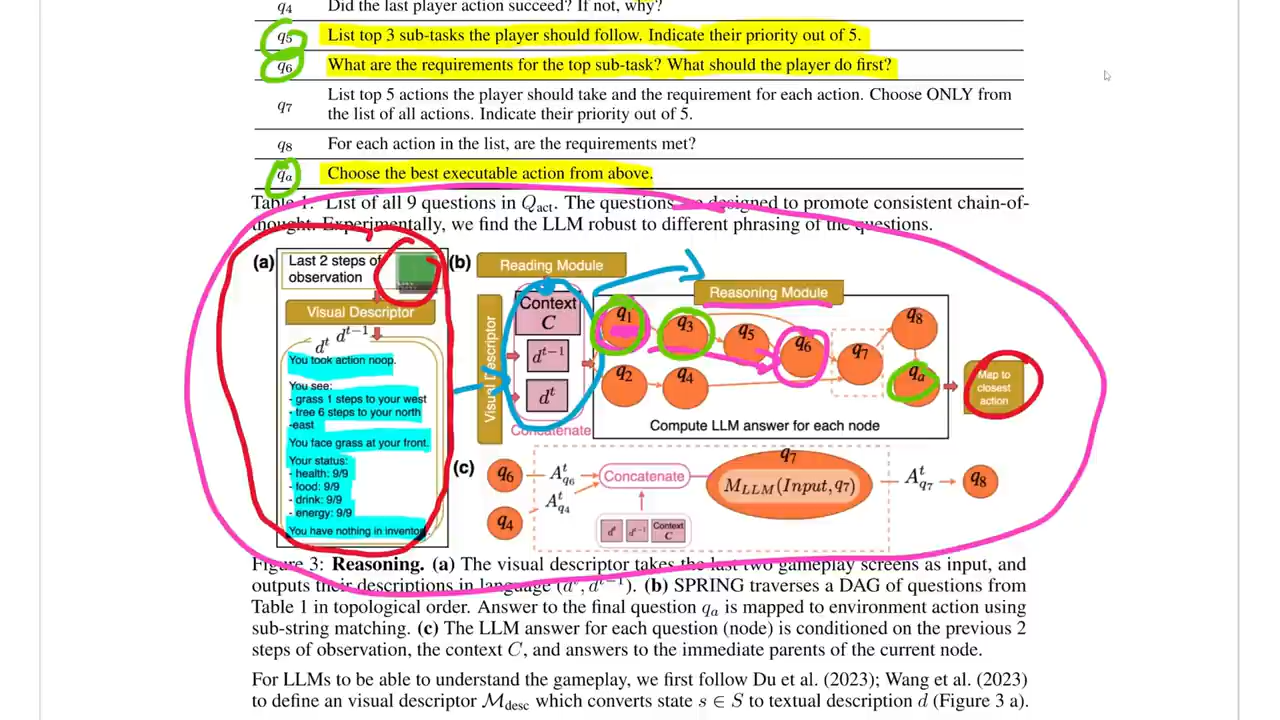 q4 Did the last player action succeed? If not, why?
q5 List top 3 sub-tasks the player should follow. Indicate their priority out of 5.
q6 What are the requirements for the top sub-task? What should the player do first?
q7 List top 5 actions the player should take and the requirement for each action. Choose ONLY from
the list of all actions. Indicate their priority out of 5.
q8 For each action in the list, are the requirements met?
qa Choose the best executable action from above.
Table 1: List of all 9 questions in Qact. The questions are designed to promote consistent chain-of-
thought. Experimentally, we find the LLM robust to different phrasing of the questions.
(a) Last 2 steps of
observation
Visual Descriptor
d^t d^t-1
You took action noop.
You see:
- grass 1 steps to your west
- tree 6 steps to your north
-east
You face grass at your front.
Your status:
- health: 9/9
- food: 9/9
- drink: 9/9
- energy: 9/9
You have nothing in inventory.
(b) Reading Module
Visual Descriptor
Context
C
d^t-1
d^t
Concatenate
Reasoning Module
q1 q3 q5 q6 q7 q8
q2 q4 qa
Compute LLM answer for each node
Map to
closest
action
(c) q6 A^t_q6 Concatenate q7 M_LLM(Input, q7) A^t_q7 q8
q4 A^t_q4
d^t d^t-1 Context C
Figure 3: Reasoning. (a) The visual descriptor takes the last two gameplay screens as input, and
outputs their descriptions in language (d^t, d^t-1). (b) SPRING traverses a DAG of questions from
Table 1 in topological order. Answer to the final question qa is mapped to environment action using
sub-string matching. (c) The LLM answer for each question (node) is conditioned on the previous 2
steps of observation, the context C, and answers to the immediate parents of the current node.
For LLMs to be able to understand the gameplay, we first follow Du et al. (2023); Wang et al. (2023)
to define an visual descriptor M_desc which converts state s ∈ S to textual description d (Figure 3 a).